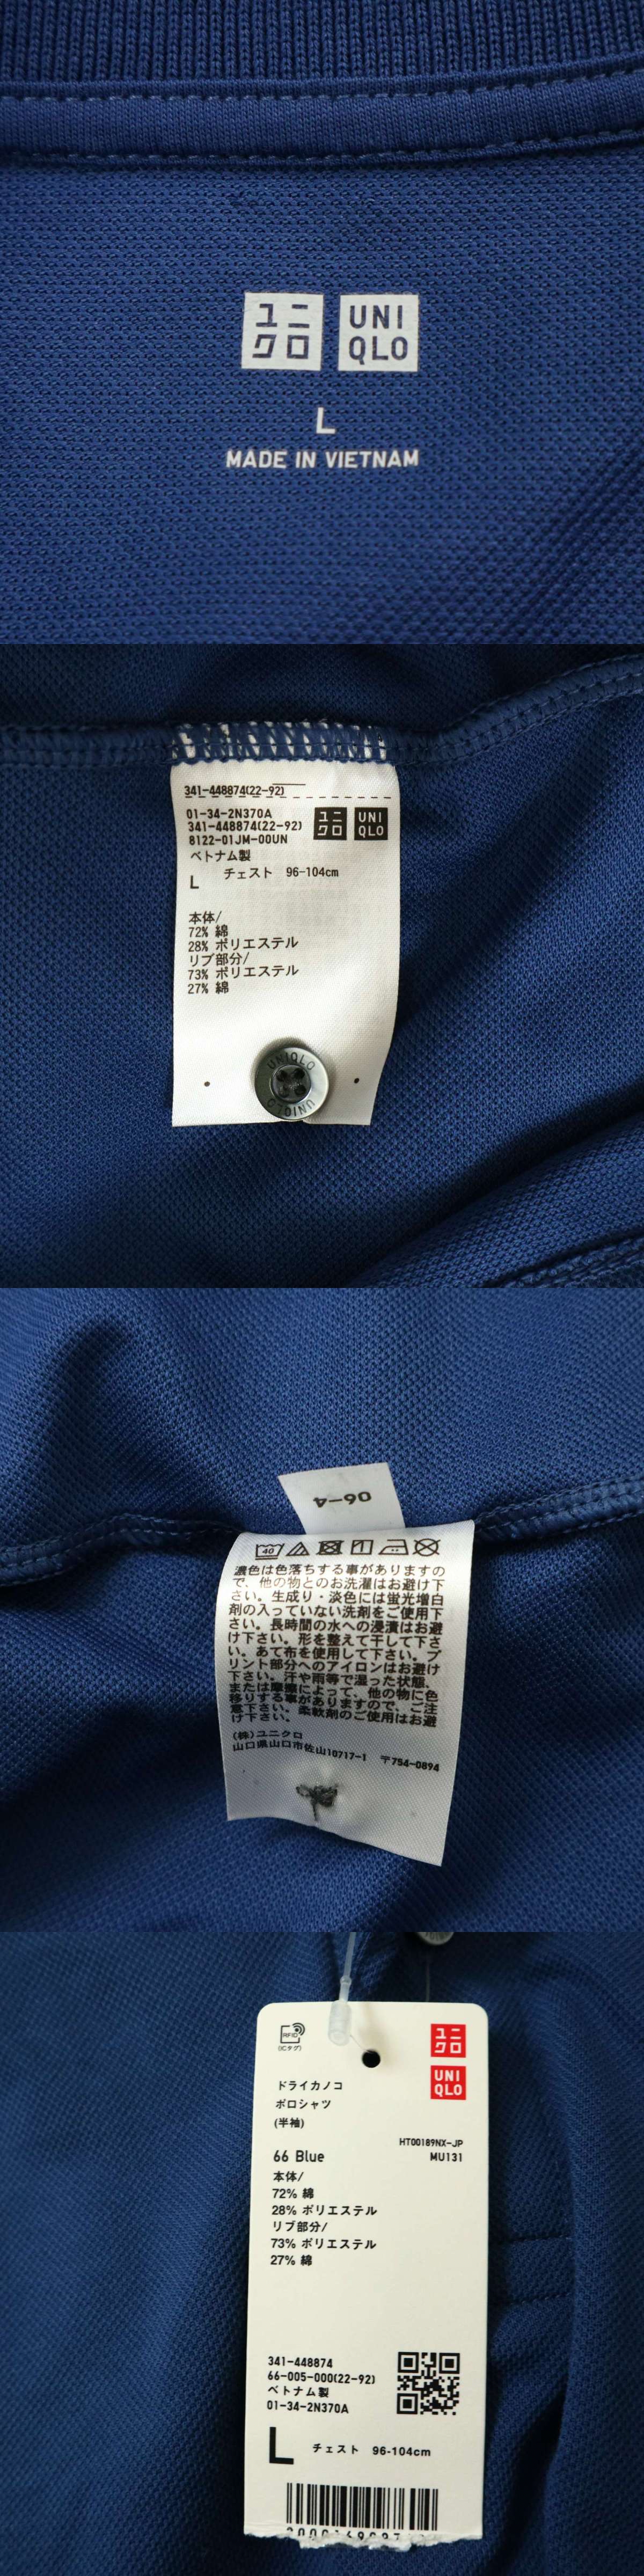 ユニ
クロ
UNI
QLO
L
MADE IN VIETNAM
341-448874(22-92)
01-34-2N370A
341-448874(22-92)
8122-01JM-00UN
ユニ
クロ
UNI
QLO
ベトナム製
L チェスト 96-104cm
本体/
72% 綿
28% ポリエステル
リブ部分/
73% ポリエステル
27% 綿
UNIQLO
UNIQLO
06-4
40
濃色は色落ちする事がありますの
で、他の物とのお洗濯はお避け下
さい。生成り・淡色には蛍光増白
剤の入っていない洗剤をご使用下
さい。長時間の水への浸漬はお避
け下さい。形を整えて干して下さ
い。あて布を使用して下さい。プ
リント部分へのアイロンはお避け
下さい。汗や雨等で湿った状態、
または摩擦によって、他の物に色
移りする事がありますので、ご注
意下さい。柔軟剤のご使用はお避
け下さい。
(株)ユニクロ
山口県山口市佐山10717-1 〒754-0894
RFID
(ICタグ)
ユニ
クロ
UNI
QLO
ドライカノコ
ポロシャツ
(半袖)
HT00189NX-JP
66 Blue MU131
本体/
72% 綿
28% ポリエステル
リブ部分/
73% ポリエステル
27% 綿
341-448874
66-005-000(22-92)
ベトナム製
01-34-2N370A
L チェスト 96-104cm